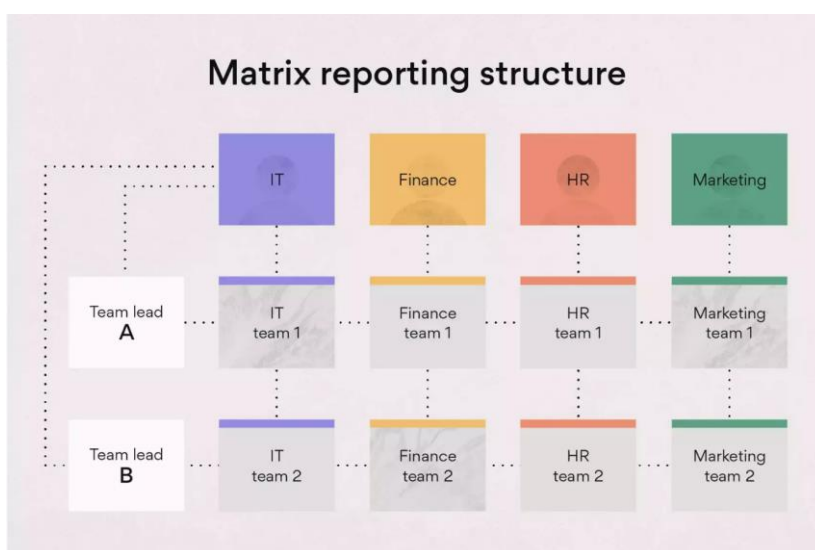 Matrix reporting structure
IT
Finance
HR
Marketing
Team lead
A
IT
team 1
Finance
team 1
HR
team 1
Marketing
team 1
Team lead
B
IT
team 2
Finance
team 2
HR
team 2
Marketing
team 2